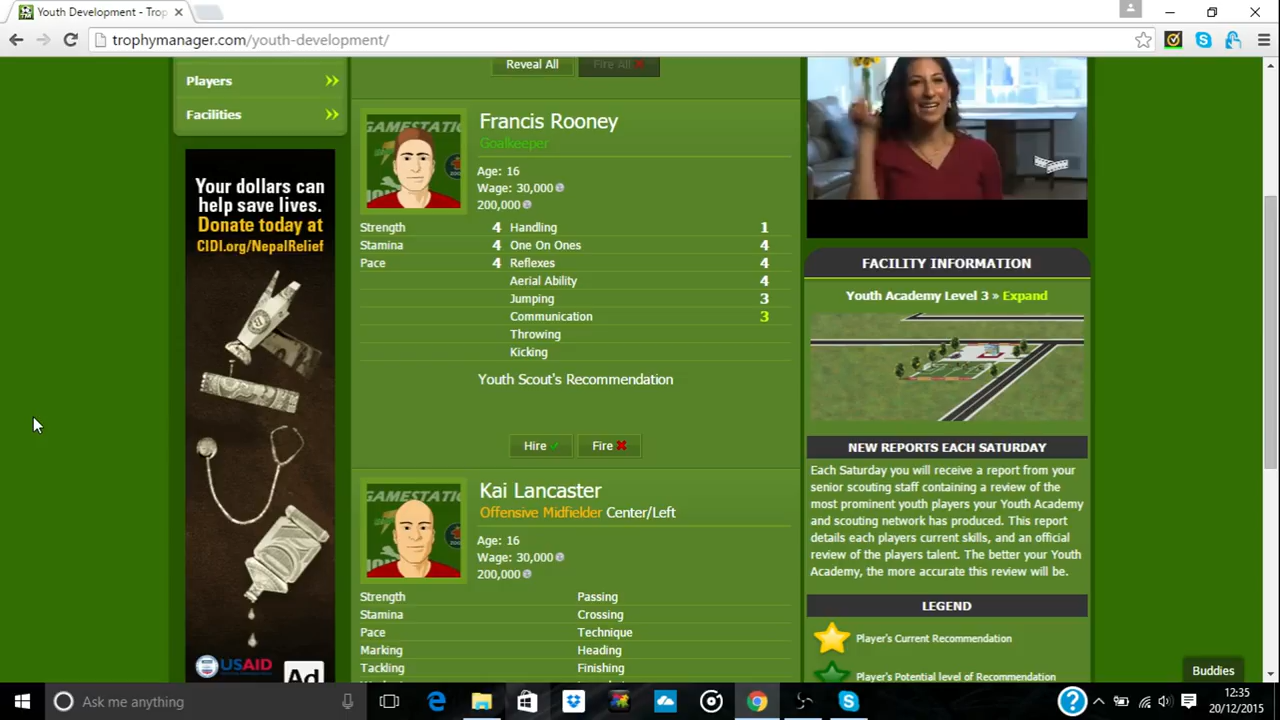 Youth Development - Trop
trophymanager.com/youth-development/
Players
Facilities
Reveal All
Fire All
Your dollars can
help save lives.
Donate today at
CIDI.org/NepalRelief
USAID
Ad
GAMESTATIC
Francis Rooney
Goalkeeper
Age: 16
Wage: 30,000
200,000
Strength 4 Handling 1
Stamina 4 One On Ones 4
Pace 4 Reflexes 4
Aerial Ability 4
Jumping 3
Communication 3
Throwing
Kicking
Youth Scout's Recommendation
Hire Fire
GAMESTATIC
Kai Lancaster
Offensive Midfielder Center/Left
Age: 16
Wage: 30,000
200,000
Strength Passing
Stamina Crossing
Pace Technique
Marking Heading
Tackling Finishing
FACILITY INFORMATION
Youth Academy Level 3 » Expand
NEW REPORTS EACH SATURDAY
Each Saturday you will receive a report from your
senior scouting staff containing a review of the
most prominent youth players your Youth Academy
and scouting network has produced. This report
details each players current skills, and an official
review of the players talent. The better your Youth
Academy, the more accurate this review will be.
LEGEND
Player's Current Recommendation
Player's Potential level of Recommendation
Buddies
Ask me anything
12:35
20/12/2015